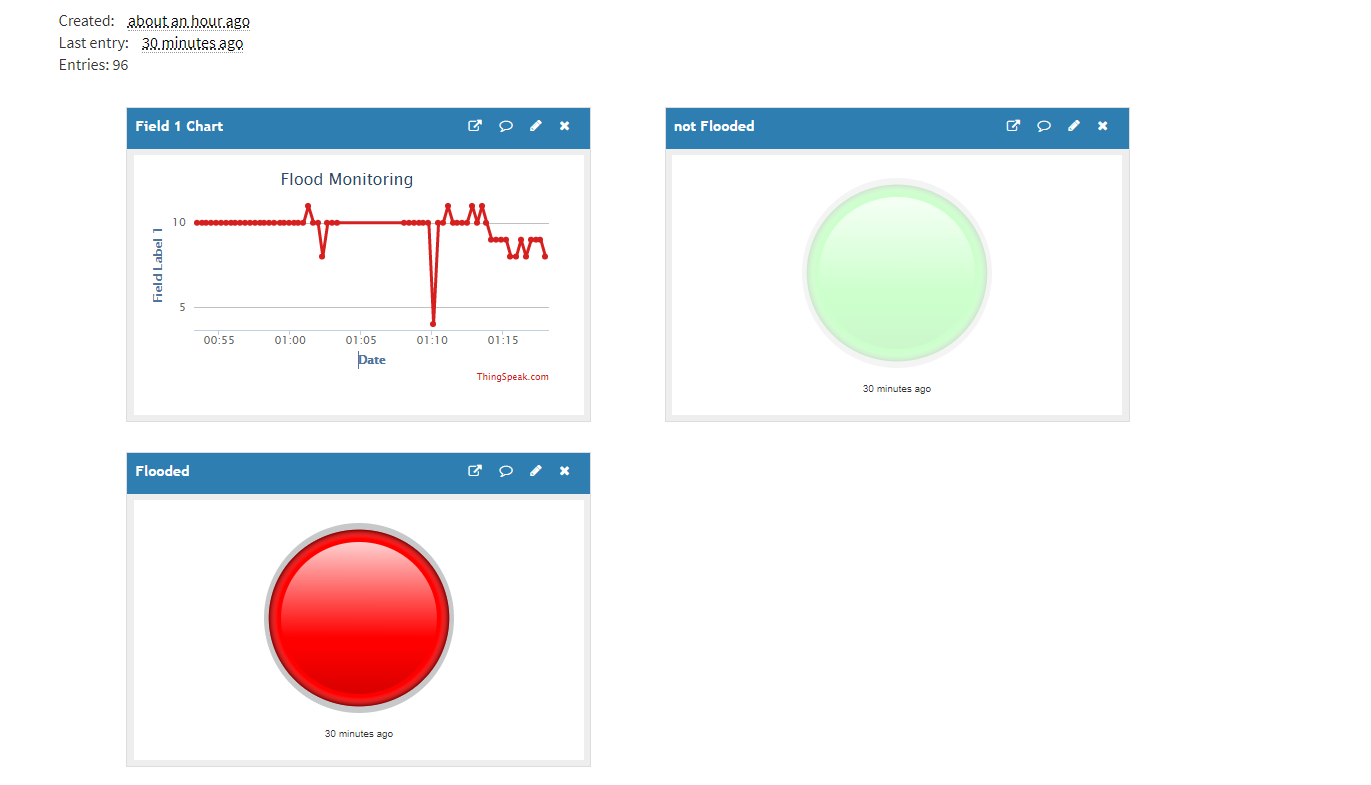 Created: about an hour ago
Last entry: 30 minutes ago
Entries: 96
Field 1 Chart
Flood Monitoring
Field Label 1
10
5
00:55 01:00 01:05 01:10 01:15
Date
ThingSpeak.com
not Flooded
30 minutes ago
Flooded
30 minutes ago